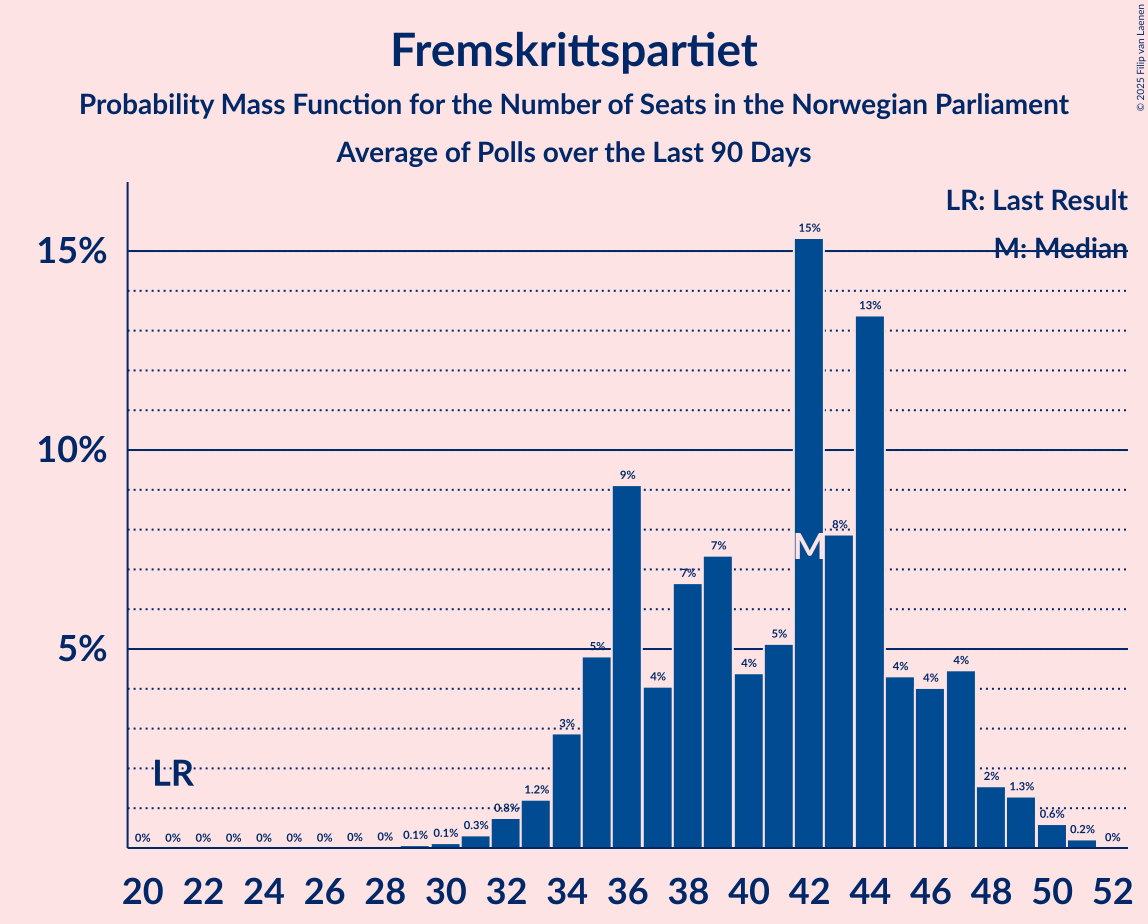 Fremskrittspartiet
Probability Mass Function for the Number of Seats in the Norwegian Parliament
Average of Polls over the Last 90 Days
© 2025 Filip van Laenen
LR: Last Result
M: Median
15%
10%
5%
0% 0% 0% 0% 0% 0% 0% 0% 0% 0.1% 0.1% 0.3% 0.8% 1.2% 3% 5% 9% 4% 7% 7% 4% 5% 15% 8% 13% 4% 4% 4% 2% 1.3% 0.6% 0.2% 0%
M
LR
20 22 24 26 28 30 32 34 36 38 40 42 44 46 48 50 52